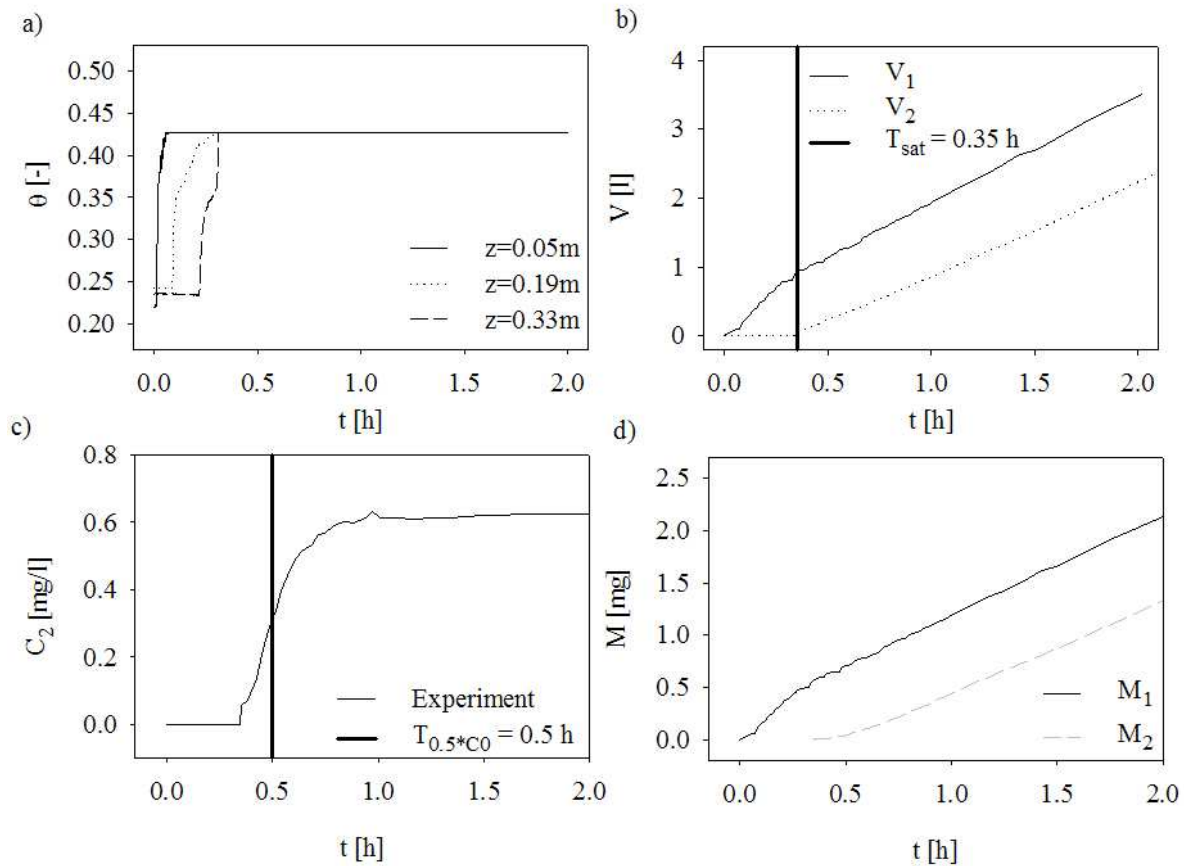 a)
0.50
0.45
0.40
0.35
0.30
0.25
0.20
θ [-]
z=0.05m
z=0.19m
z=0.33m
0.0 0.5 1.0 1.5 2.0
t [h]
b)
4
3
2
1
0
V [l]
V1
V2
Tsat = 0.35 h
0.0 0.5 1.0 1.5 2.0
t [h]
c)
0.8
0.6
0.4
0.2
0.0
C2 [mg/l]
Experiment
T0.5*C0 = 0.5 h
0.0 0.5 1.0 1.5 2.0
t [h]
d)
2.5
2.0
1.5
1.0
0.5
0.0
M [mg]
M1
M2
0.0 0.5 1.0 1.5 2.0
t [h]